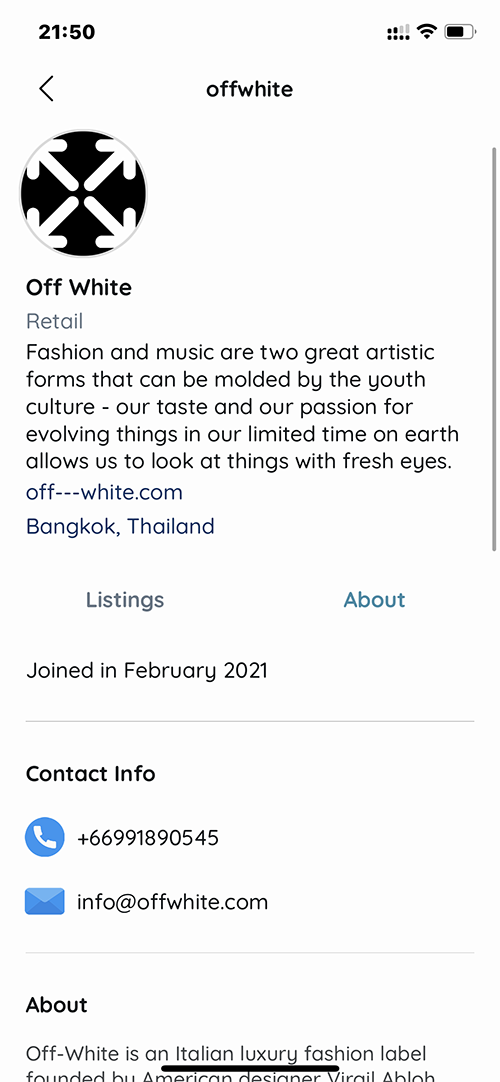 21:50
offwhite
Off White
Retail
Fashion and music are two great artistic
forms that can be molded by the youth
culture - our taste and our passion for
evolving things in our limited time on earth
allows us to look at things with fresh eyes.
off---white.com
Bangkok, Thailand
Listings
About
Joined in February 2021
Contact Info
+66991890545
info@offwhite.com
About
Off-White is an Italian luxury fashion label
founded by American designer Virgil Abloh